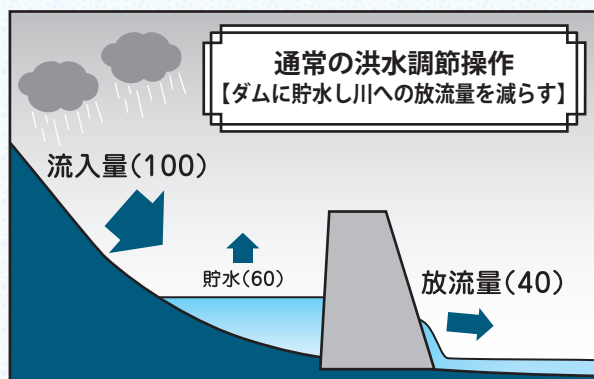 通常の洪水調節操作
【ダムに貯水し川への放流量を減らす】
流入量(100)
貯水(60)
放流量(40)